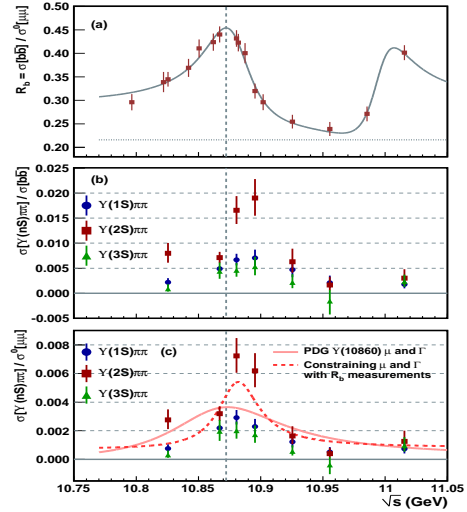 (a)
R_b = σ[bb̄] / σ⁰[μμ]
0.50
0.45
0.40
0.35
0.30
0.25
0.20
(b)
σ[Υ(nS)ππ] / σ[bb̄]
0.025
0.020
0.015
0.010
0.005
0.000
-0.005
Υ(1S)ππ
Υ(2S)ππ
Υ(3S)ππ
(c)
σ[Υ(nS)ππ] / σ⁰[μμ]
0.008
0.006
0.004
0.002
0.000
Υ(1S)ππ
Υ(2S)ππ
Υ(3S)ππ
PDG Υ(10860) μ and Γ
Constraining μ and Γ
with R_b measurements
10.75
10.8
10.85
10.9
10.95
11
11.05
√s (GeV)